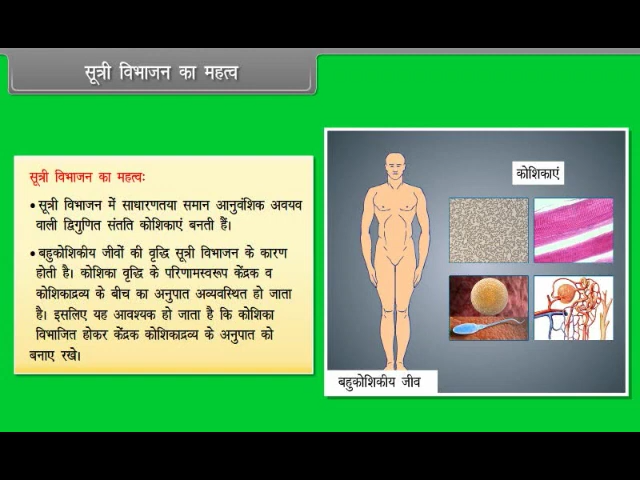 सूत्री विभाजन का महत्व
सूत्री विभाजन का महत्वः
•सूत्री विभाजन में साधारणतया समान आनुवंशिक अवयव
वाली द्विगुणित संतति कोशिकाएं बनती हैं।
•बहुकोशिकीय जीवों की वृद्धि सूत्री विभाजन के कारण
होती है। कोशिका वृद्धि के परिणामस्वरूप केंद्रक व
कोशिकाद्रव्य के बीच का अनुपात अव्यवस्थित हो जाता
है। इसलिए यह आवश्यक हो जाता है कि कोशिका
विभाजित होकर केंद्रक कोशिकाद्रव्य के अनुपात को
बनाए रखे।
कोशिकाएं
बहुकोशिकीय जीव